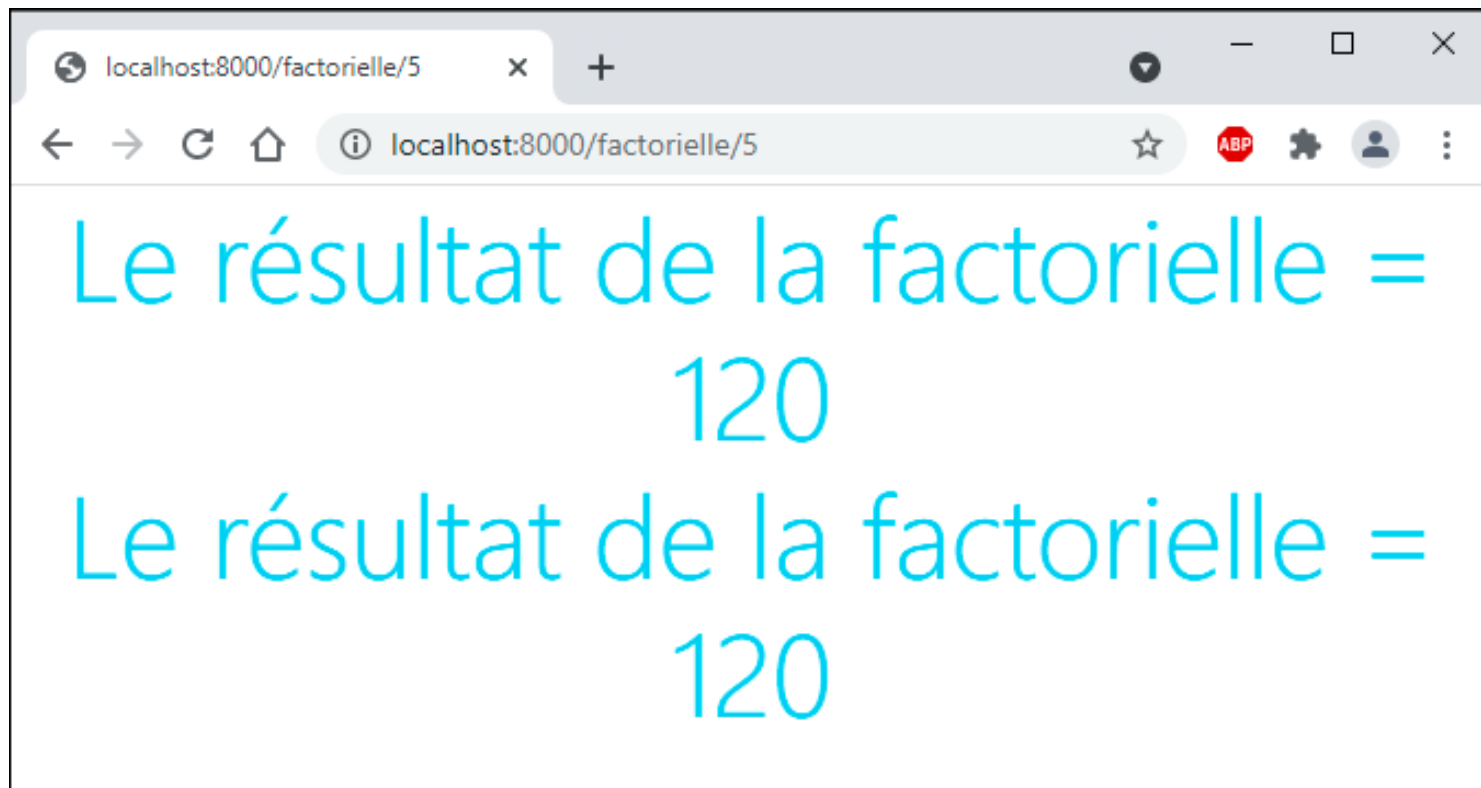 localhost:8000/factorielle/5
localhost:8000/factorielle/5
ABP
Le résultat de la factorielle =
120
Le résultat de la factorielle =
120